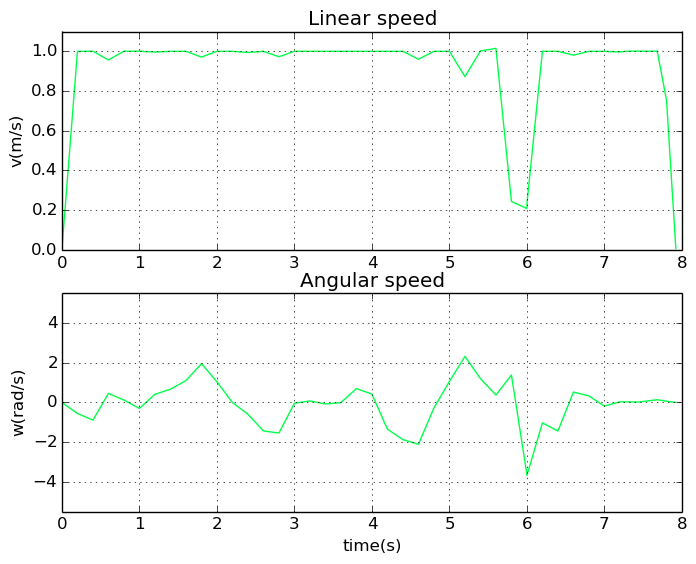 Linear speed
v(m/s)
1.0
0.8
0.6
0.4
0.2
0.0
0 1 2 3 4 5 6 7 8
Angular speed
w(rad/s)
4
2
0
−2
−4
0 1 2 3 4 5 6 7 8
time(s)